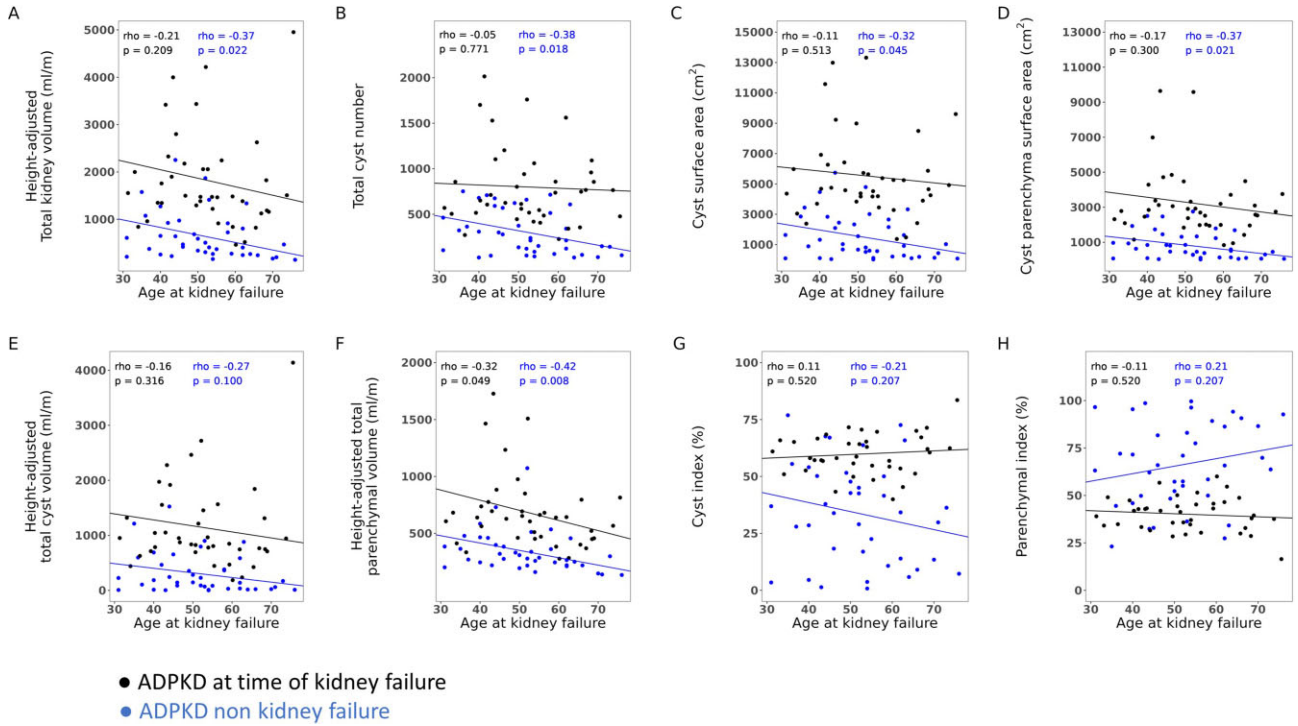 A
rho = -0.21 rho = -0.37
p = 0.209 p = 0.022
Height-adjusted
Total kidney volume (ml/m)
5000
4000
3000
2000
1000
0
30 40 50 60 70
Age at kidney failure
B
rho = -0.05 rho = -0.38
p = 0.771 p = 0.018
Total cyst number
2000
1500
1000
500
0
30 40 50 60 70
Age at kidney failure
C
rho = -0.11 rho = -0.32
p = 0.513 p = 0.045
Cyst surface area (cm²)
15000
13000
11000
9000
7000
5000
3000
1000
0
30 40 50 60 70
Age at kidney failure
D
rho = -0.17 rho = -0.37
p = 0.300 p = 0.021
Cyst parenchyma surface area (cm²)
13000
11000
9000
7000
5000
3000
1000
0
30 40 50 60 70
Age at kidney failure
E
rho = -0.16 rho = -0.27
p = 0.316 p = 0.100
Height-adjusted
total cyst volume (ml/m)
4000
3000
2000
1000
0
30 40 50 60 70
Age at kidney failure
F
rho = -0.32 rho = -0.42
p = 0.049 p = 0.008
Height-adjusted total
parenchymal volume (ml/m)
2000
1500
1000
500
0
30 40 50 60 70
Age at kidney failure
G
rho = 0.11 rho = -0.21
p = 0.520 p = 0.207
Cyst index (%)
100
75
50
25
0
30 40 50 60 70
Age at kidney failure
H
rho = -0.11 rho = 0.21
p = 0.520 p = 0.207
Parenchymal index (%)
100
75
50
25
0
30 40 50 60 70
Age at kidney failure
ADPKD at time of kidney failure
ADPKD non kidney failure